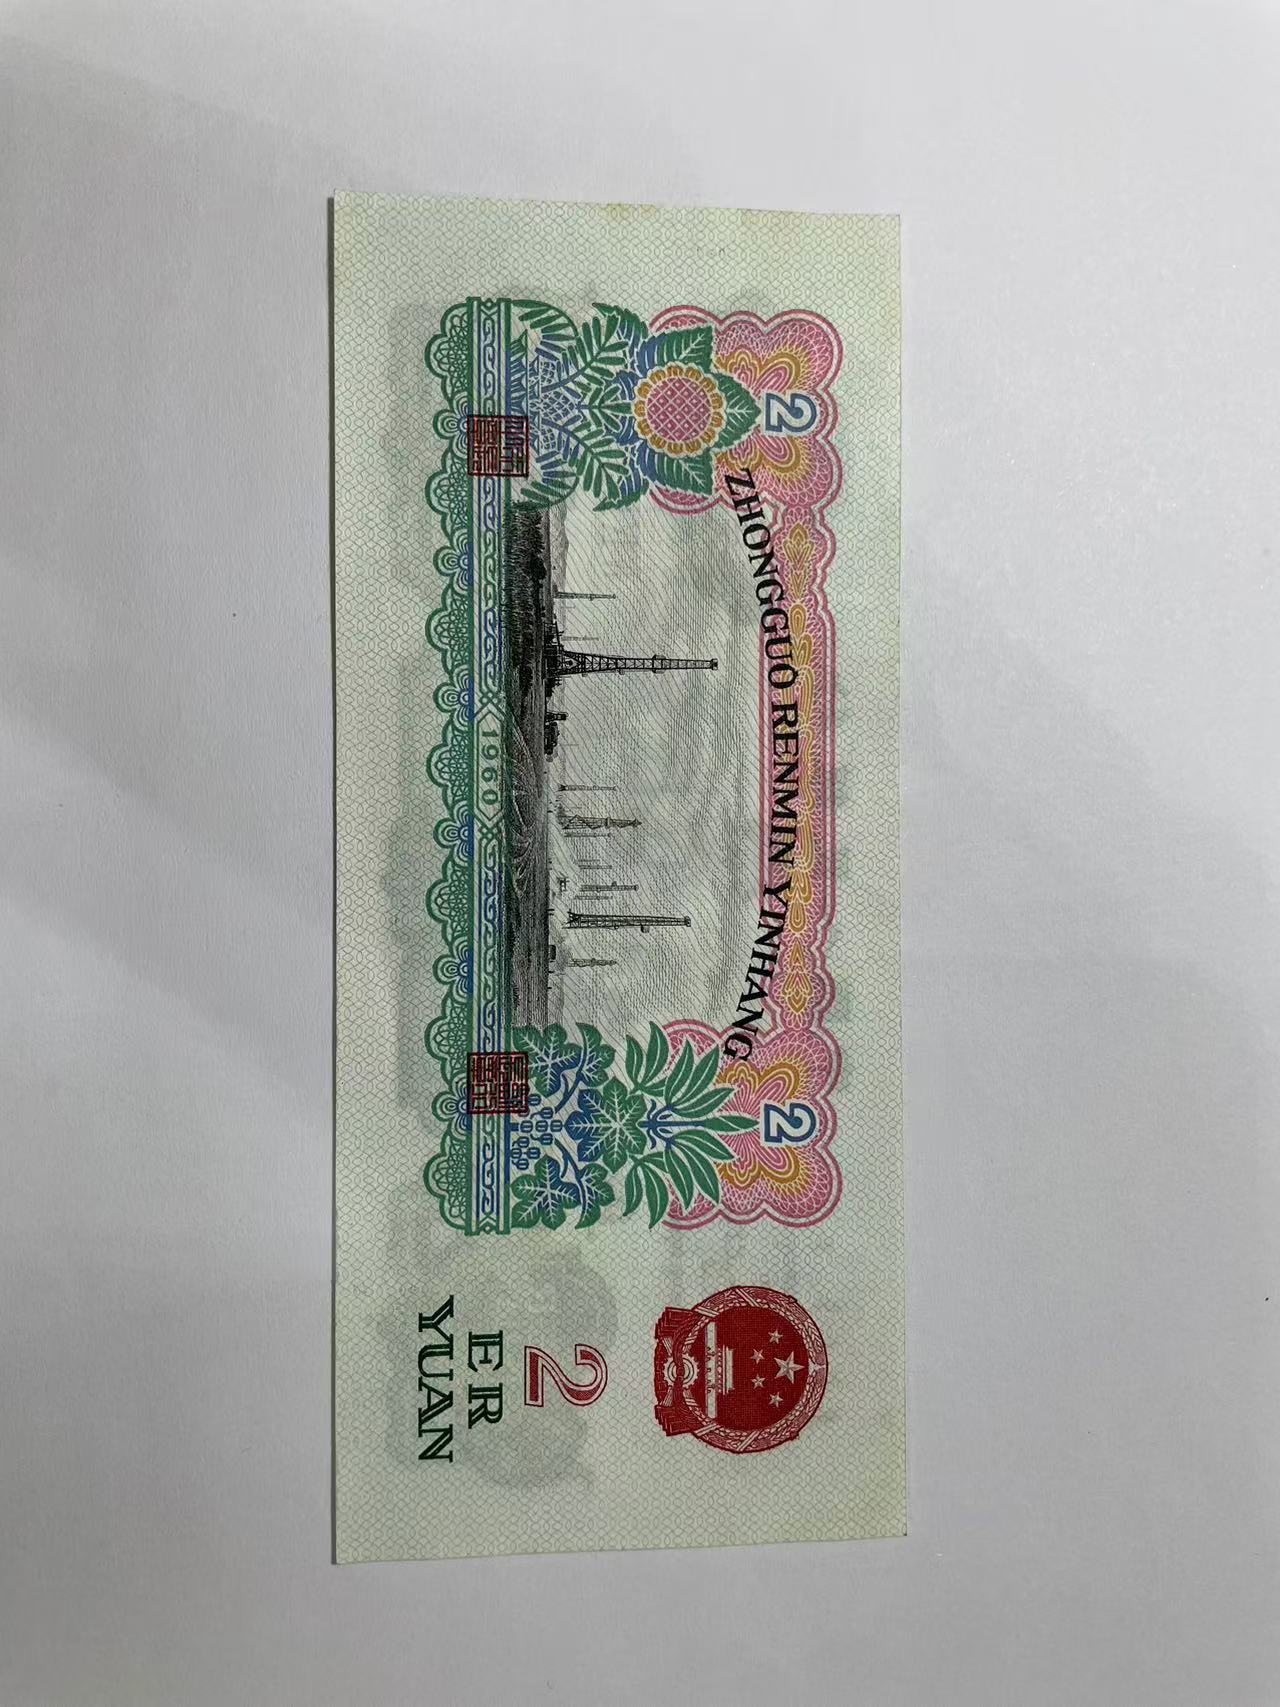 ZHONGGUO RENMIN YINHANG
2
2
2
ER
YUAN
1960